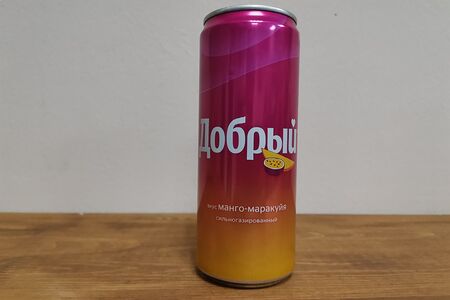 Добрый
вкус манго-маракуйя
сильногазированный